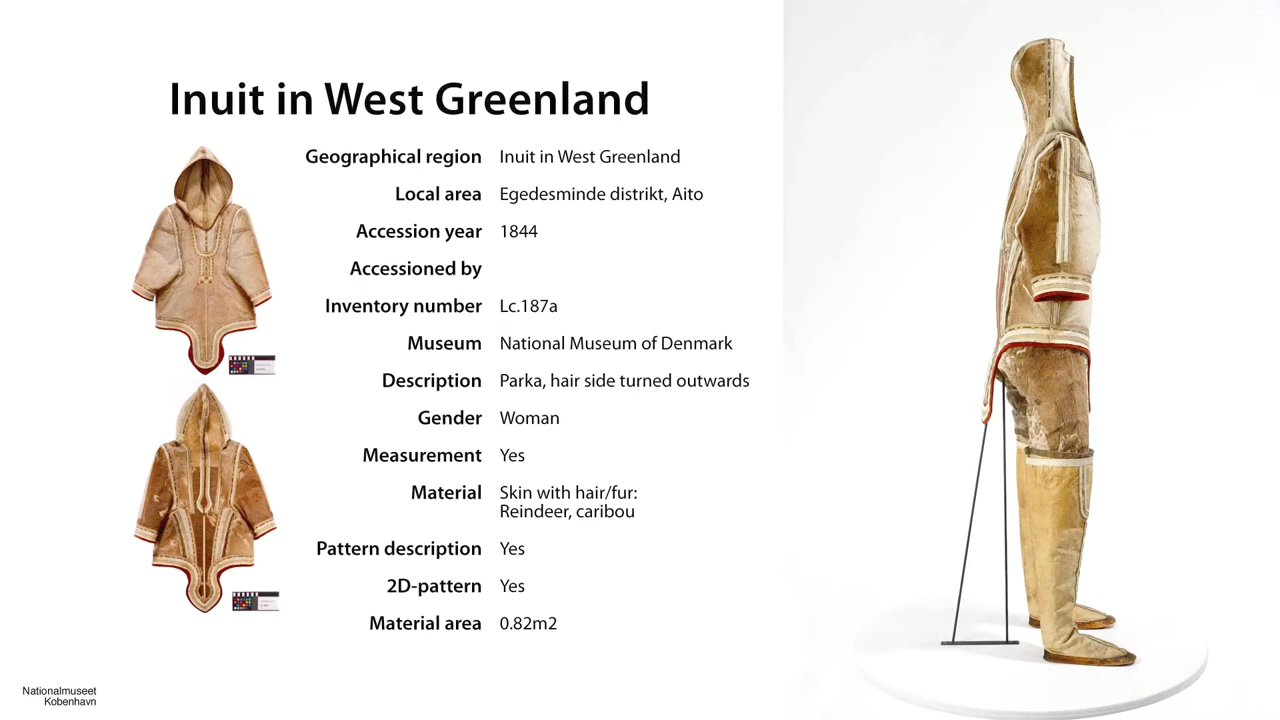 Inuit in West Greenland
Geographical region Inuit in West Greenland
Local area Egedesminde distrikt, Aito
Accession year 1844
Accessioned by
Inventory number Lc.187a
Museum National Museum of Denmark
Description Parka, hair side turned outwards
Gender Woman
Measurement Yes
Material Skin with hair/fur:
Reindeer, caribou
Pattern description Yes
2D-pattern Yes
Material area 0.82m2
Nationalmuseet
Kobenhavn